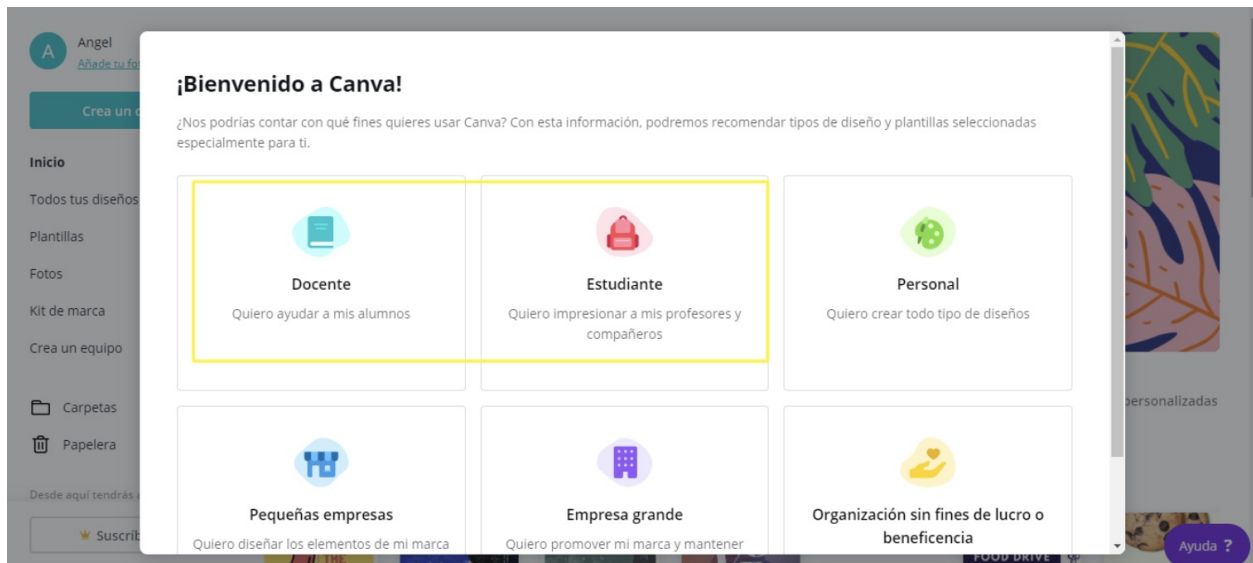 A
Angel
Añade tu fo
Crea un
Inicio
Todos tus diseños
Plantillas
Fotos
Kit de marca
Crea un equipo
Carpetas
Papelera
Desde aquí tendrás
Suscríb
¡Bienvenido a Canva!
¿Nos podrías contar con qué fines quieres usar Canva? Con esta información, podremos recomendar tipos de diseño y plantillas seleccionadas
especialmente para ti.
Docente
Quiero ayudar a mis alumnos
Estudiante
Quiero impresionar a mis profesores y
compañeros
Personal
Quiero crear todo tipo de diseños
Pequeñas empresas
Quiero diseñar los elementos de mi marca
Empresa grande
Quiero promover mi marca y mantener
Organización sin fines de lucro o
beneficencia
personalizadas
THE
FOOD DRIVE
Ayuda ?